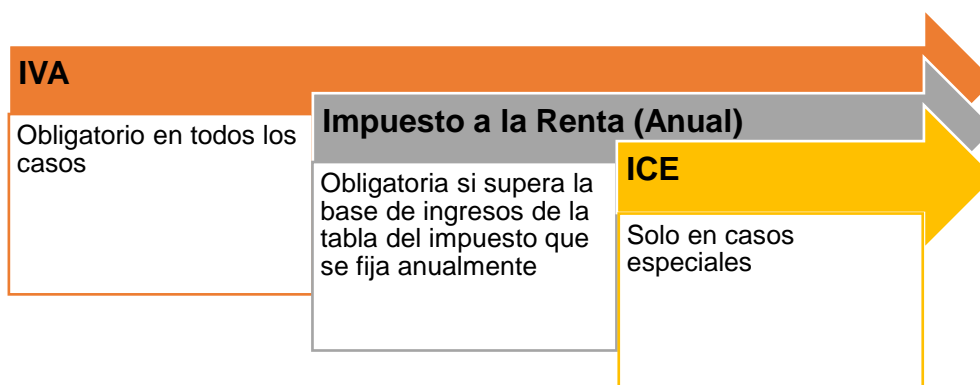 IVA
Obligatorio en todos los
casos
Impuesto a la Renta (Anual)
Obligatoria si supera la
base de ingresos de la
tabla del impuesto que
se fija anualmente
ICE
Solo en casos
especiales